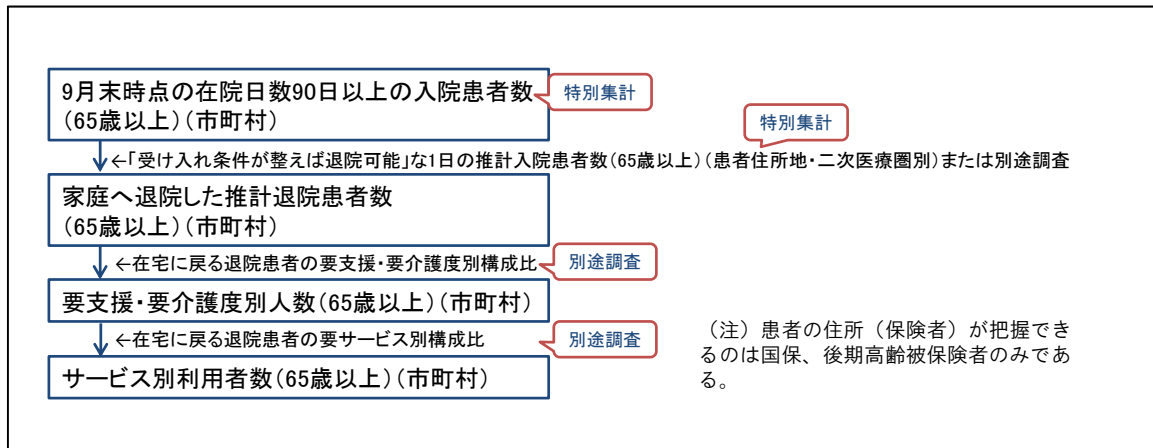 9月末時点の在院日数90日以上の入院患者数
(65歳以上)(市町村)
特別集計
特別集計
←「受け入れ条件が整えば退院可能」な1日の推計入院患者数(65歳以上)(患者住所地・二次医療圏別)または別途調査
家庭へ退院した推計退院患者数
(65歳以上)(市町村)
←在宅に戻る退院患者の要支援・要介護度別構成比
別途調査
要支援・要介護度別人数(65歳以上)(市町村)
←在宅に戻る退院患者の要サービス別構成比
別途調査
サービス別利用者数(65歳以上)(市町村)
(注)患者の住所(保険者)が把握でき
るのは国保、後期高齢被保険者のみであ
る。